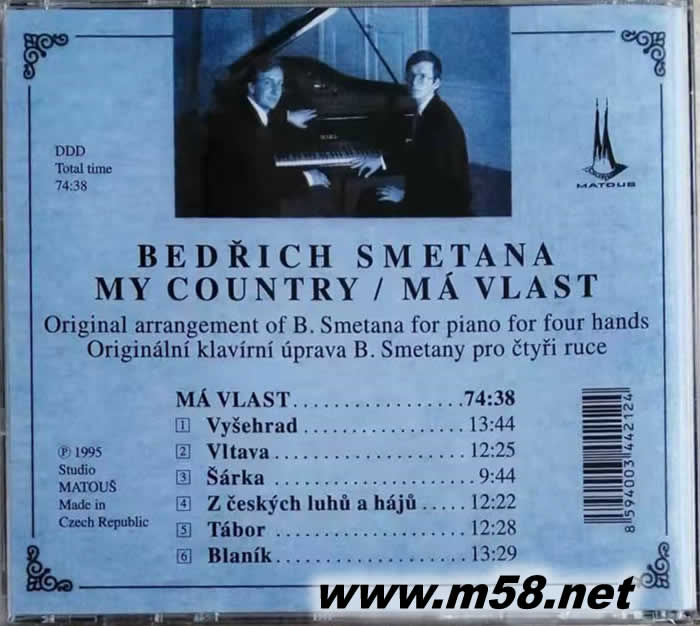 DDD
Total time
74:38
MATOUŠ
BEDŘICH SMETANA
MY COUNTRY / MÁ VLAST
Original arrangement of B. Smetana for piano for four hands
Originální klavírní úprava B. Smetany pro čtyři ruce
MÁ VLAST....................74:38
1 Vyšehrad ..................13:44
2 Vltava .....................12:25
3 Šárka ......................9:44
4 Z českých luhů a hájů .....12:22
5 Tábor ......................12:28
6 Blaník .....................13:29
℗ 1995
Studio
MATOUŠ
Made in
Czech Republic
8 594003 442124
www.m58.net